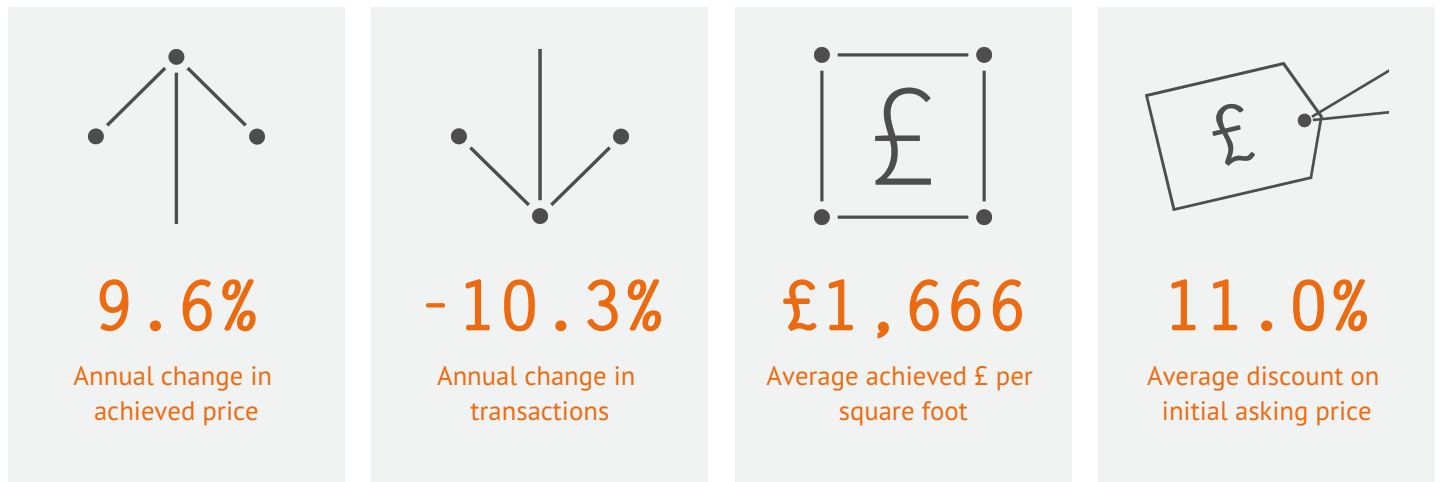 £
£
9.6%
Annual change in
achieved price
-10.3%
Annual change in
transactions
£1,666
Average achieved £ per
square foot
11.0%
Average discount on
initial asking price